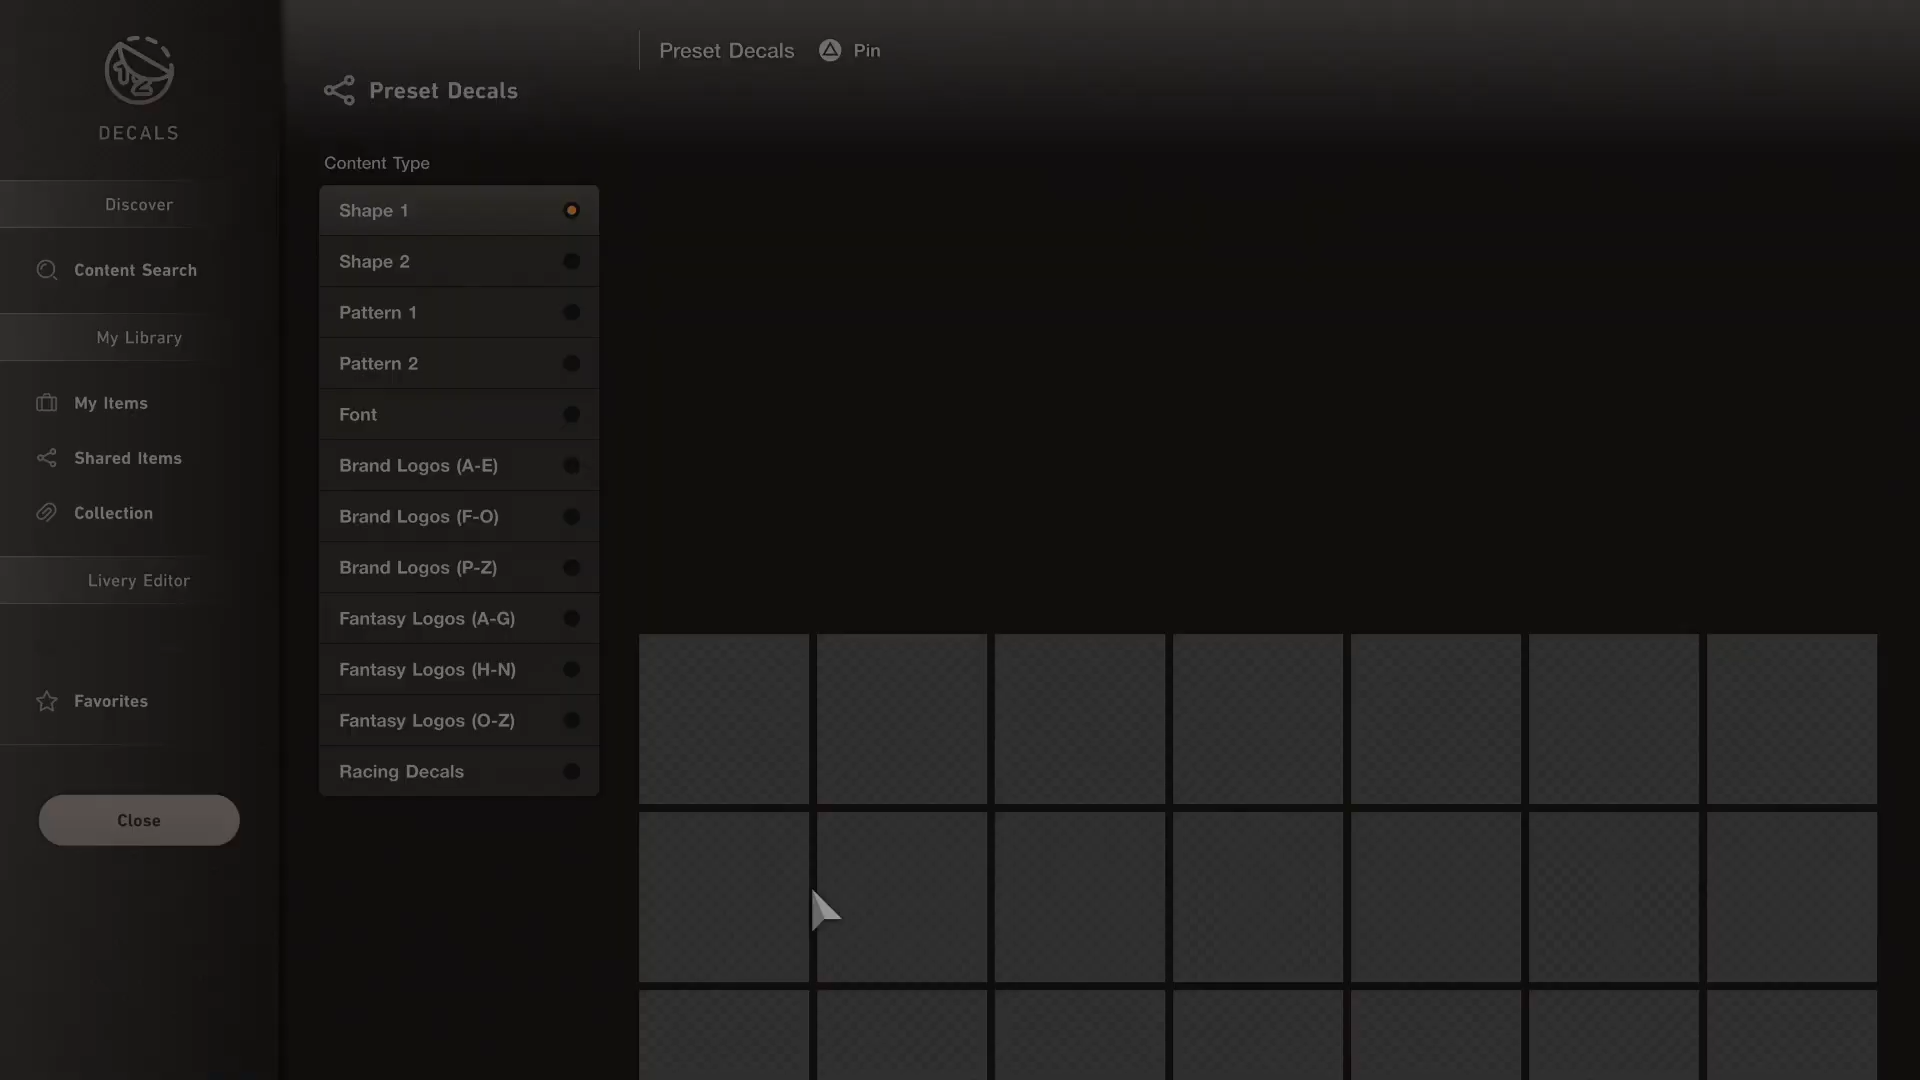 DECALS
Discover
Content Search
My Library
My Items
Shared Items
Collection
Livery Editor
Favorites
Close
Preset Decals
Content Type
Shape 1
Shape 2
Pattern 1
Pattern 2
Font
Brand Logos (A-E)
Brand Logos (F-O)
Brand Logos (P-Z)
Fantasy Logos (A-G)
Fantasy Logos (H-N)
Fantasy Logos (O-Z)
Racing Decals
Preset Decals Pin